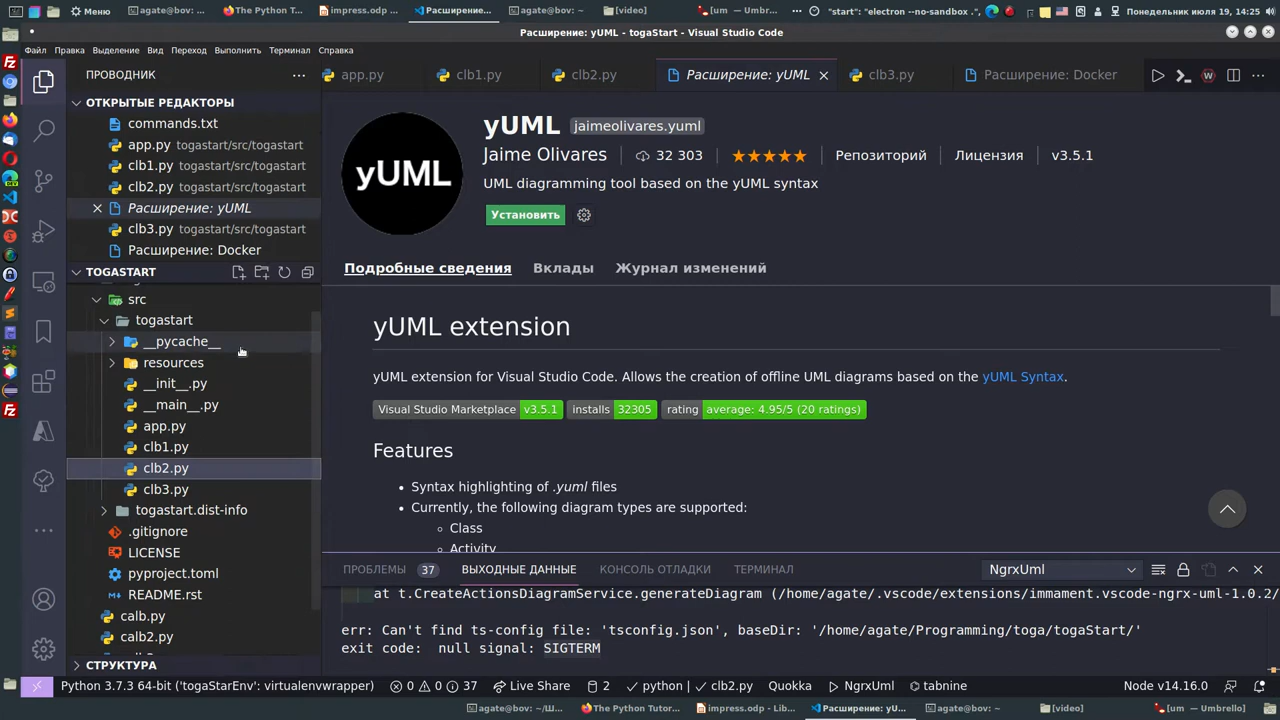 Меню
agate@bov: ...
The Python T...
impress.odp ...
Расширение...
agate@bov: ~
[video]
[um — Umbr...
"start": "electron --no-sandbox .",
Понедельник июля 19, 14:25
Расширение: yUML - togaStart - Visual Studio Code
Файл Правка Выделение Вид Переход Выполнить Терминал Справка
ПРОВОДНИК
app.py
clb1.py
clb2.py
Расширение: yUML
clb3.py
Расширение: Docker
ОТКРЫТЫЕ РЕДАКТОРЫ
commands.txt
app.py togastart/src/togastart
clb1.py togastart/src/togastart
clb2.py togastart/src/togastart
Расширение: yUML
clb3.py togastart/src/togastart
Расширение: Docker
TOGASTART
src
togastart
__pycache__
resources
__init__.py
__main__.py
app.py
clb1.py
clb2.py
clb3.py
togastart.dist-info
.gitignore
LICENSE
pyproject.toml
README.rst
calb.py
calb2.py
СТРУКТУРА
yUML
yUML jaimeolivares.yuml
Jaime Olivares 32 303 Репозиторий Лицензия v3.5.1
UML diagramming tool based on the yUML syntax
Установить
Подробные сведения Вклады Журнал изменений
yUML extension
yUML extension for Visual Studio Code. Allows the creation of offline UML diagrams based on the yUML Syntax.
Visual Studio Marketplace v3.5.1 installs 32305 rating average: 4.95/5 (20 ratings)
Features
Syntax highlighting of .yuml files
Currently, the following diagram types are supported:
Class
Activity
ПРОБЛЕМЫ 37 ВЫХОДНЫЕ ДАННЫЕ КОНСОЛЬ ОТЛАДКИ ТЕРМИНАЛ NgrxUml
at t.CreateActionsDiagramService.generateDiagram (/home/agate/.vscode/extensions/immament.vscode-ngrx-uml-1.0.2/
err: Can't find ts-config file: 'tsconfig.json', baseDir: '/home/agate/Programming/toga/togaStart/'
exit code: null signal: SIGTERM
Python 3.7.3 64-bit ('togaStartEnv': virtualenvwrapper) 0 0 37 Live Share 2 python | clb2.py Quokka NgrxUml tabnine Node v14.16.0
agate@bov: ~/Ш...
The Python Tutor...
impress.odp - Lib...
Расширение: yU...
agate@bov: ~
[video]
[um — Umbrello...